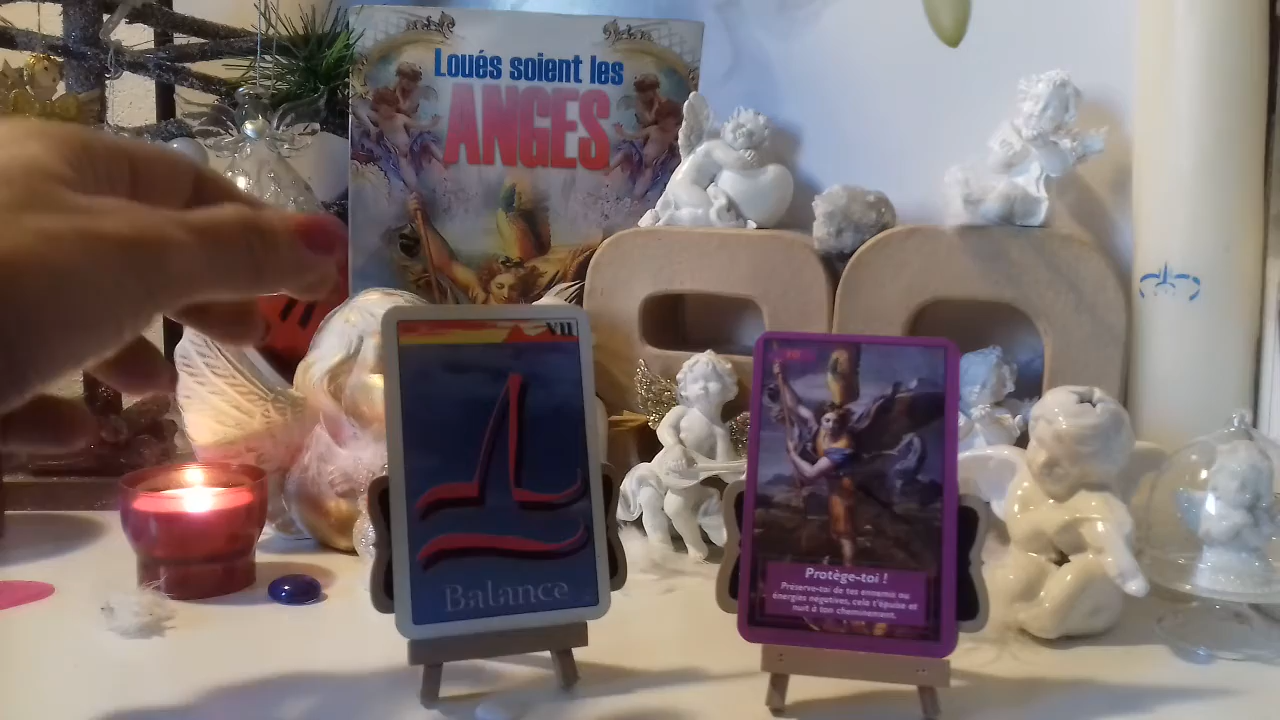 Loués soient les
ANGES
VII
Balance
Protège-toi !
Préserve-toi de tes ennemis ou
énergies négatives, cela t'épuise et
nuit à ton cheminement.